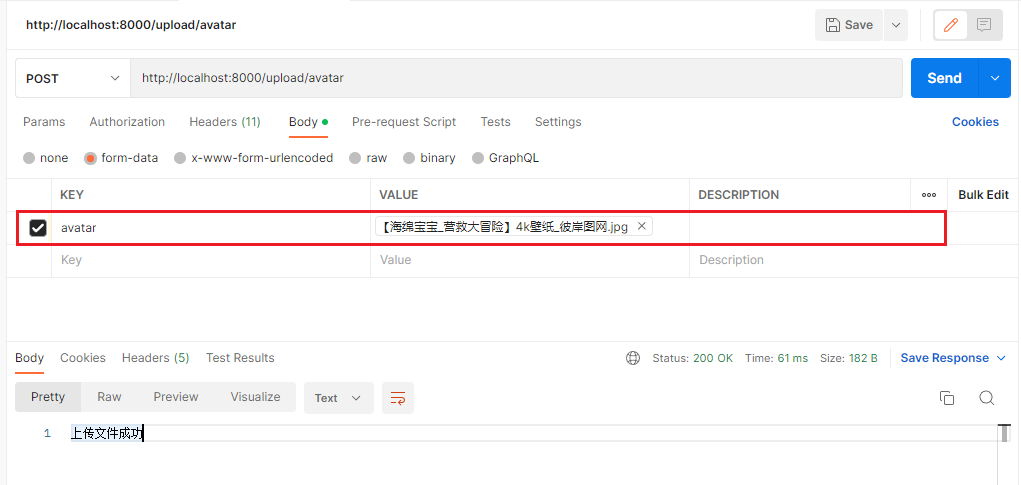 http://localhost:8000/upload/avatar
Save
POST
http://localhost:8000/upload/avatar
Send
Params Authorization Headers (11) Body Pre-request Script Tests Settings Cookies
none form-data x-www-form-urlencoded raw binary GraphQL
KEY VALUE DESCRIPTION Bulk Edit
avatar 【海绵宝宝_营救大冒险】4k壁纸_彼岸图网.jpg
Key Value Description
Body Cookies Headers (5) Test Results Status: 200 OK Time: 61 ms Size: 182 B Save Response
Pretty Raw Preview Visualize Text
1 上传文件成功